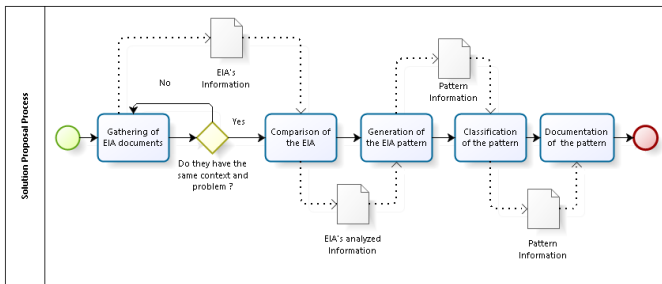 Solution Proposal Process
EIA's
Information
Pattern
Information
No
Yes
Gathering of
EIA documents
Do they have the
same context and
problem ?
Comparison of
the EIA
Generation of
the EIA pattern
Classification
of the pattern
Documentation
of the pattern
EIA's analyzed
Information
Pattern
Information